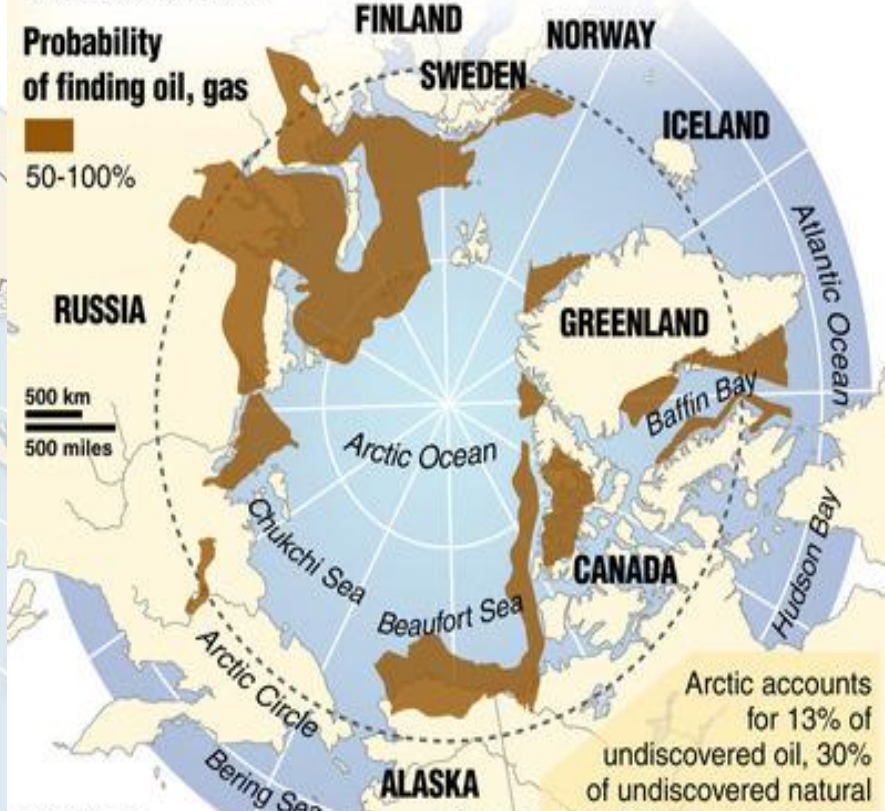 Probability
of finding oil, gas
50-100%
FINLAND
NORWAY
SWEDEN
ICELAND
Atlantic Ocean
RUSSIA
GREENLAND
500 km
500 miles
Baffin Bay
Arctic Ocean
Chukchi Sea
CANADA
Hudson Bay
Beaufort Sea
Arctic Circle
Bering Sea
ALASKA
Arctic accounts
for 13% of
undiscovered oil, 30%
of undiscovered natural